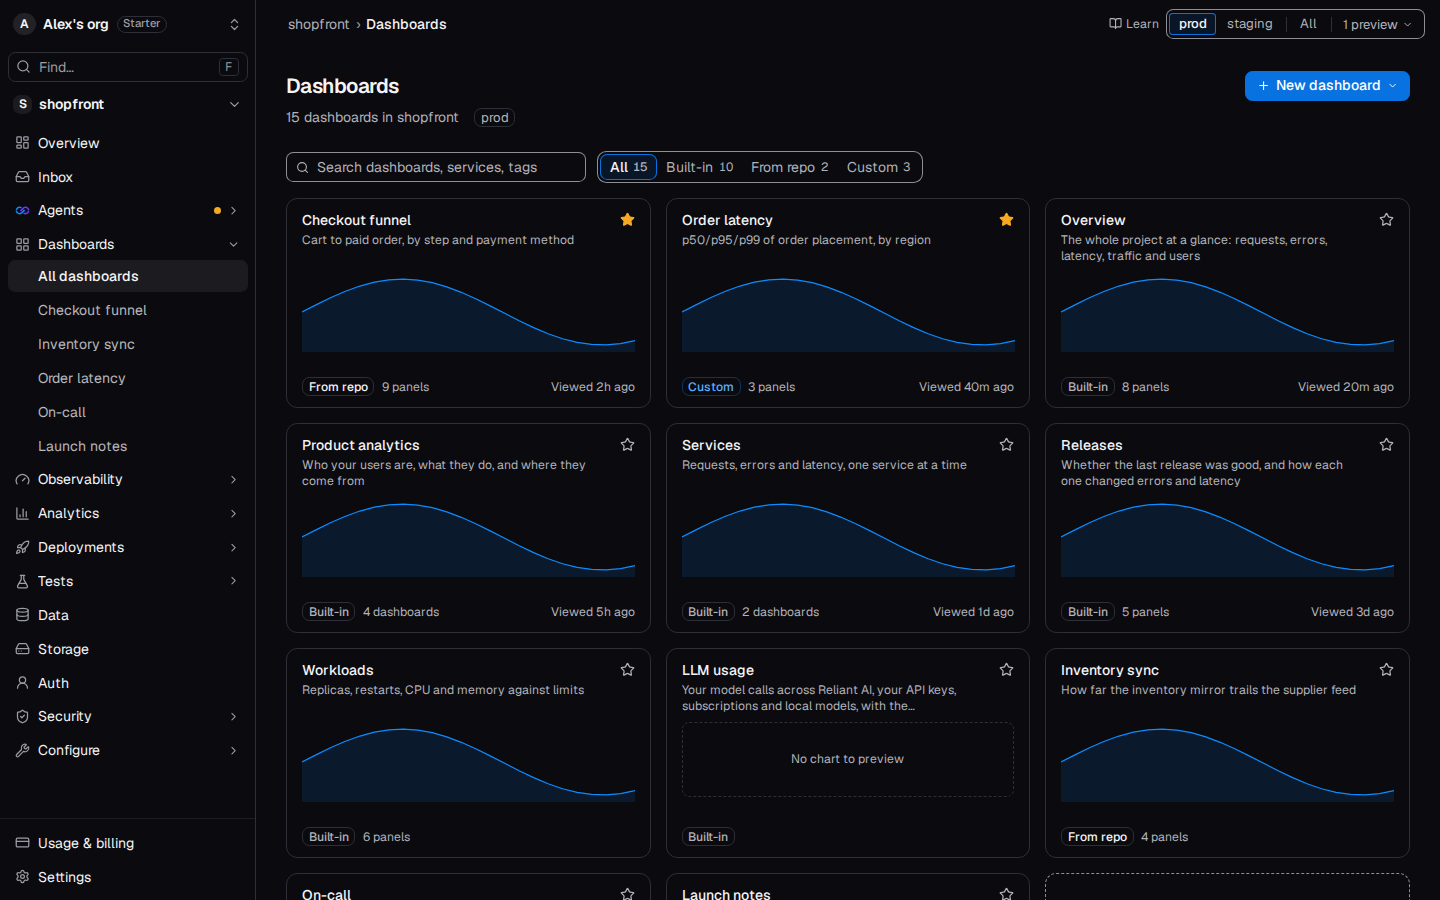 A Alex's org Starter
Find... F
S shopfront
Overview
Inbox
Agents
Dashboards
All dashboards
Checkout funnel
Inventory sync
Order latency
On-call
Launch notes
Observability
Analytics
Deployments
Tests
Data
Storage
Auth
Security
Configure
Usage & billing
Settings
shopfront › Dashboards
Learn prod staging All 1 preview
Dashboards
New dashboard
15 dashboards in shopfront prod
Search dashboards, services, tags
All 15 Built-in 10 From repo 2 Custom 3
Checkout funnel
Cart to paid order, by step and payment method
From repo 9 panels Viewed 2h ago
Order latency
p50/p95/p99 of order placement, by region
Custom 3 panels Viewed 40m ago
Overview
The whole project at a glance: requests, errors,
latency, traffic and users
Built-in 8 panels Viewed 20m ago
Product analytics
Who your users are, what they do, and where they
come from
Built-in 4 dashboards Viewed 5h ago
Services
Requests, errors and latency, one service at a time
Built-in 2 dashboards Viewed 1d ago
Releases
Whether the last release was good, and how each
one changed errors and latency
Built-in 5 panels Viewed 3d ago
Workloads
Replicas, restarts, CPU and memory against limits
Built-in 6 panels
LLM usage
Your model calls across Reliant AI, your API keys,
subscriptions and local models, with the…
No chart to preview
Built-in
Inventory sync
How far the inventory mirror trails the supplier feed
From repo 4 panels
On-call
Launch notes